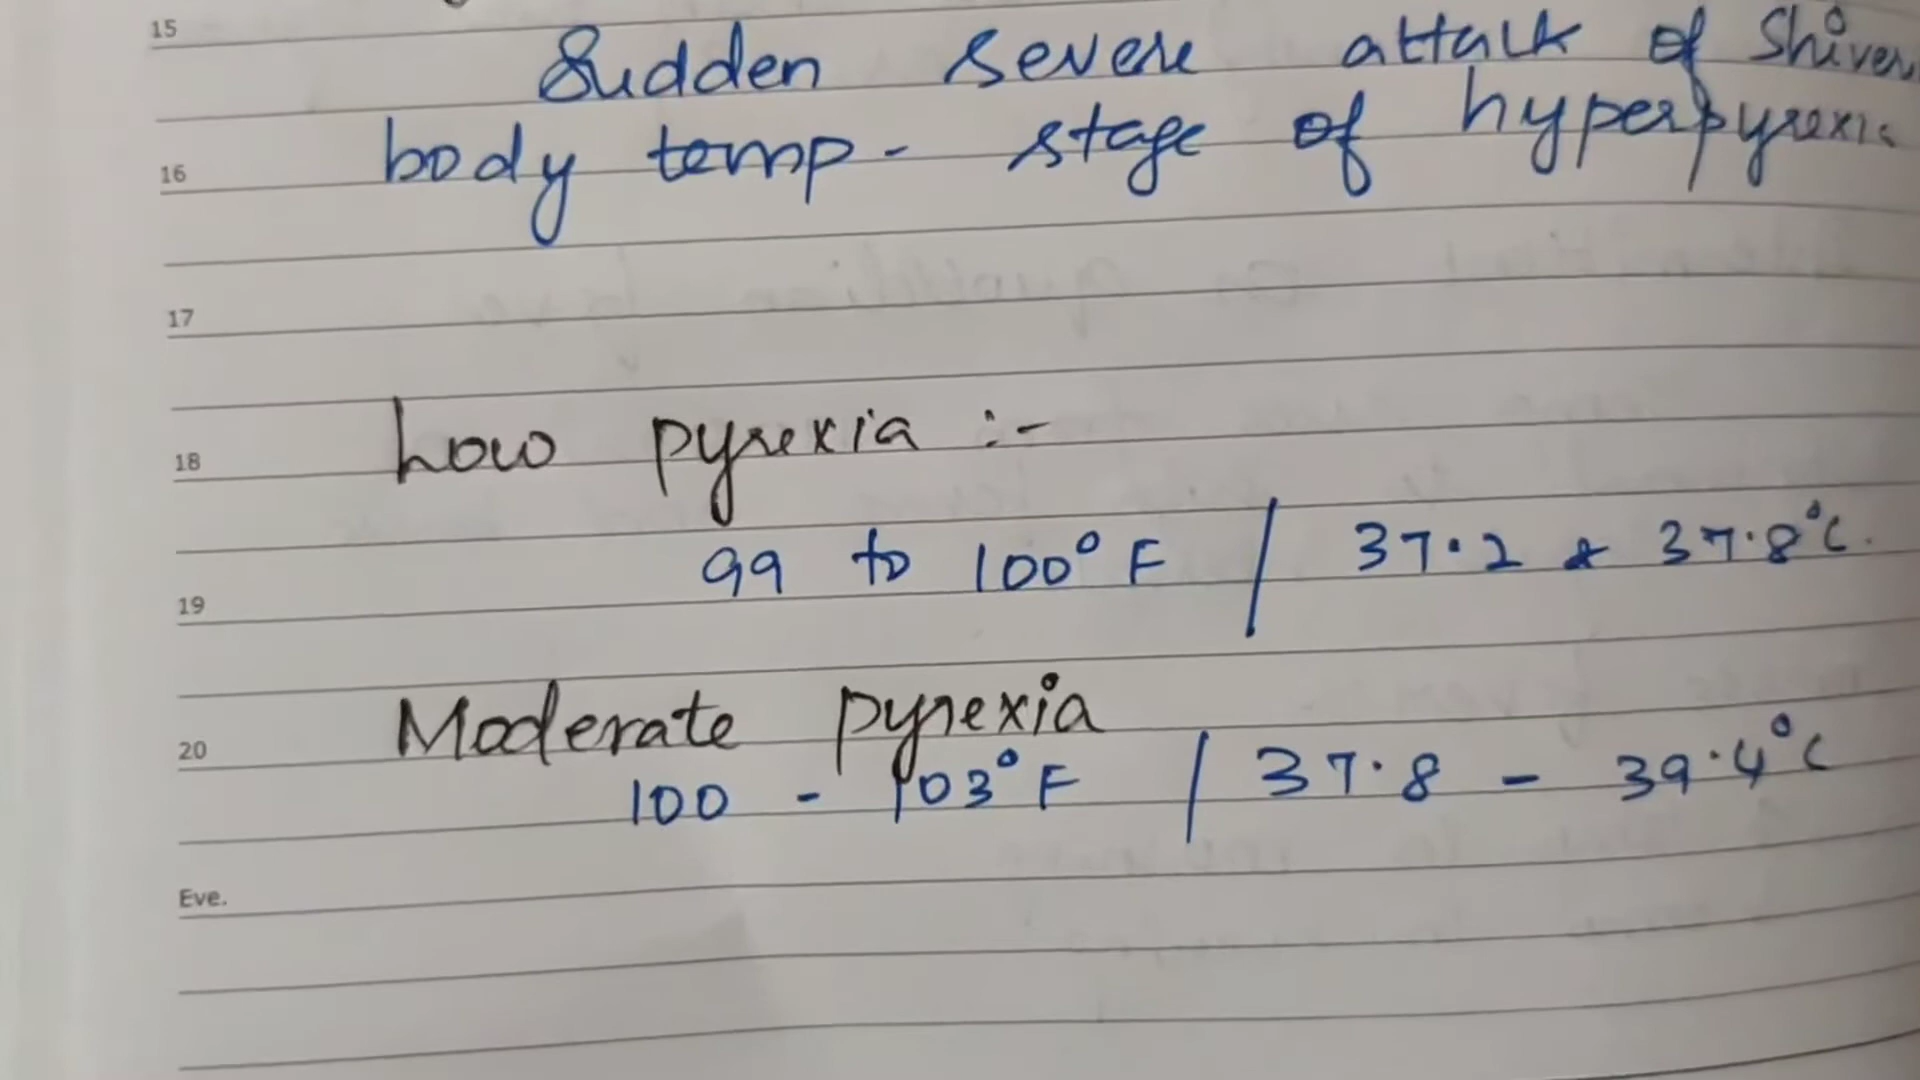 15
Sudden severe attack of
16 body temp - stage of hyperpyrexia
17
18 Low pyrexia :-
99 to 100°F / 37.2 & 37.8°C.
19
20 Moderate pyrexia
100 - 103°F / 37.8 - 39.4°C
Eve.